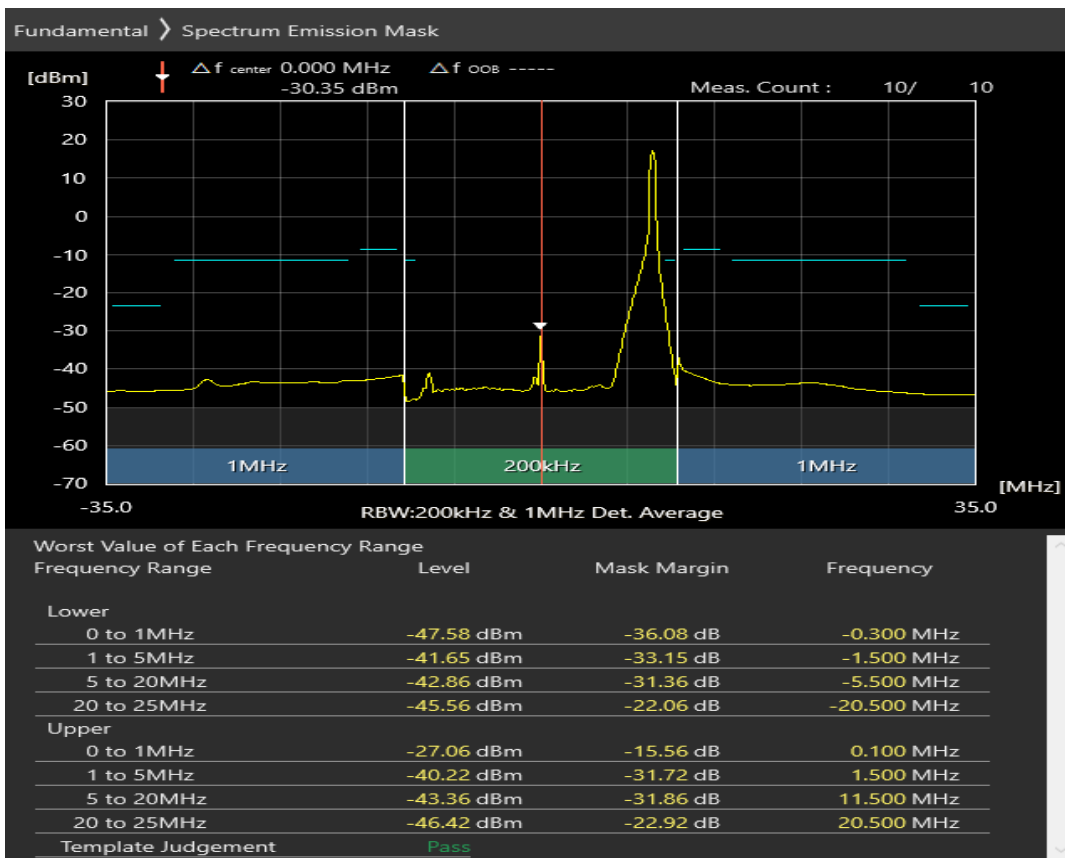 Fundamental 〉 Spectrum Emission Mask
△f center 0.000 MHz △f OOB -----
[dBm]
-30.35 dBm Meas. Count : 10/ 10
30
20
10
0
-10
-20
-30
-40
-50
-60
1MHz 200kHz 1MHz
-70
[MHz]
-35.0 RBW:200kHz & 1MHz Det. Average 35.0
Worst Value of Each Frequency Range
Frequency Range Level Mask Margin Frequency
Lower
0 to 1MHz -47.58 dBm -36.08 dB -0.300 MHz
1 to 5MHz -41.65 dBm -33.15 dB -1.500 MHz
5 to 20MHz -42.86 dBm -31.36 dB -5.500 MHz
20 to 25MHz -45.56 dBm -22.06 dB -20.500 MHz
Upper
0 to 1MHz -27.06 dBm -15.56 dB 0.100 MHz
1 to 5MHz -40.22 dBm -31.72 dB 1.500 MHz
5 to 20MHz -43.36 dBm -31.86 dB 11.500 MHz
20 to 25MHz -46.42 dBm -22.92 dB 20.500 MHz
Template Judgement Pass